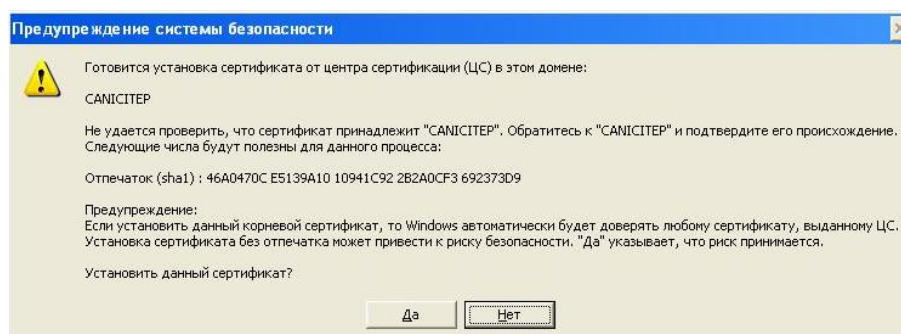 Предупреждение системы безопасности
Готовится установка сертификата от центра сертификации (ЦС) в этом домене:
CANICITEP
Не удается проверить, что сертификат принадлежит "CANICITEP". Обратитесь к "CANICITEP" и подтвердите его происхождение.
Следующие числа будут полезны для данного процесса:
Отпечаток (sha1) : 46A0470C E5139A10 10941C92 2B2A0CF3 692373D9
Предупреждение:
Если установить данный корневой сертификат, то Windows автоматически будет доверять любому сертификату, выданному ЦС.
Установка сертификата без отпечатка может привести к риску безопасности. "Да" указывает, что риск принимается.
Установить данный сертификат?
Да Нет